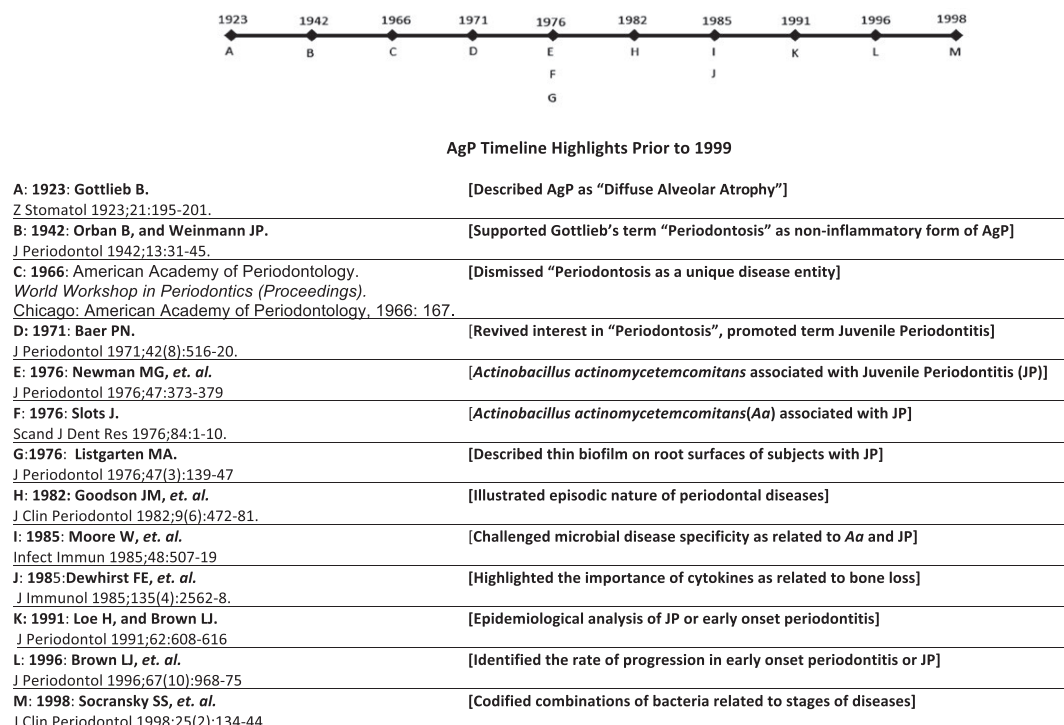 1923 1942 1966 1971 1976 1982 1985 1991 1996 1998
A B C D E H I K L M
F J
G
AgP Timeline Highlights Prior to 1999
A: 1923: Gottlieb B. [Described AgP as “Diffuse Alveolar Atrophy”]
Z Stomatol 1923;21:195-201.
B: 1942: Orban B, and Weinmann JP. [Supported Gottlieb’s term “Periodontosis” as non-inflammatory form of AgP]
J Periodontol 1942;13:31-45.
C: 1966: American Academy of Periodontology. [Dismissed “Periodontosis as a unique disease entity]
World Workshop in Periodontics (Proceedings).
Chicago: American Academy of Periodontology, 1966: 167.
D: 1971: Baer PN. [Revived interest in “Periodontosis”, promoted term Juvenile Periodontitis]
J Periodontol 1971;42(8):516-20.
E: 1976: Newman MG, et. al. [Actinobacillus actinomycetemcomitans associated with Juvenile Periodontitis (JP)]
J Periodontol 1976;47:373-379
F: 1976: Slots J. [Actinobacillus actinomycetemcomitans(Aa) associated with JP]
Scand J Dent Res 1976;84:1-10.
G:1976: Listgarten MA. [Described thin biofilm on root surfaces of subjects with JP]
J Periodontol 1976;47(3):139-47
H: 1982: Goodson JM, et. al. [Illustrated episodic nature of periodontal diseases]
J Clin Periodontol 1982;9(6):472-81.
I: 1985: Moore W, et. al. [Challenged microbial disease specificity as related to Aa and JP]
Infect Immun 1985;48:507-19
J: 1985:Dewhirst FE, et. al. [Highlighted the importance of cytokines as related to bone loss]
J Immunol 1985;135(4):2562-8.
K: 1991: Loe H, and Brown LJ. [Epidemiological analysis of JP or early onset periodontitis]
J Periodontol 1991;62:608-616
L: 1996: Brown LJ, et. al. [Identified the rate of progression in early onset periodontitis or JP]
J Periodontol 1996;67(10):968-75
M: 1998: Socransky SS, et. al. [Codified combinations of bacteria related to stages of diseases]
J Clin Periodontol 1998;25(2):134-44